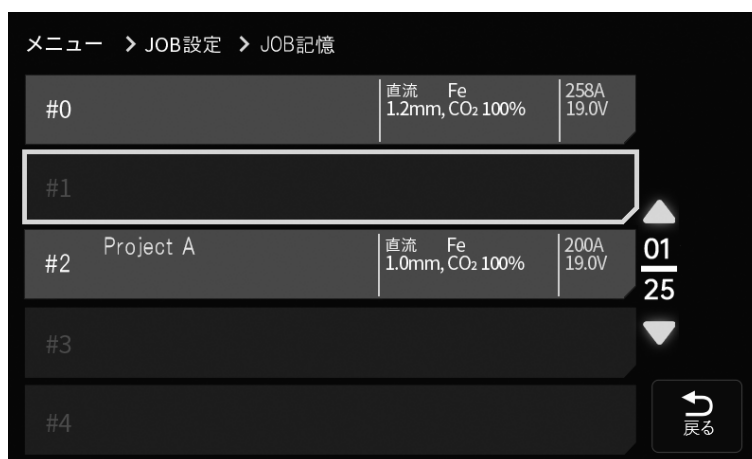 メニュー > JOB設定 > JOB記憶
#0
直流 Fe
1.2mm, CO₂ 100%
258A
19.0V
#1
#2
Project A
直流 Fe
1.0mm, CO₂ 100%
200A
19.0V
01
25
#3
#4
戻る